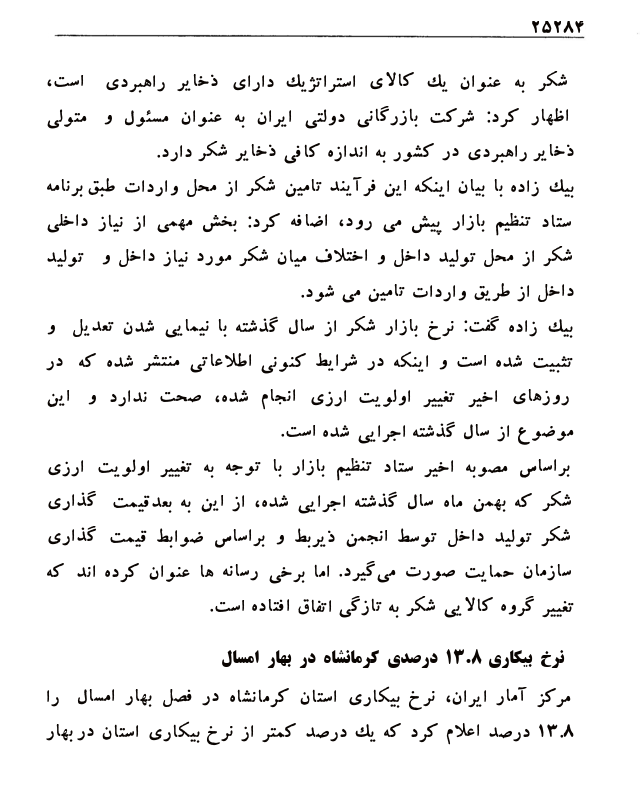 ۲۵۲۸۴
شکر به عنوان یك کالای استراتژیك دارای ذخایر راهبردی است،
اظهار کرد: شرکت بازرگانی دولتی ایران به عنوان مسئول و متولی
ذخایر راهبردی در کشور به اندازه کافی ذخایر شکر دارد.
بیك زاده با بیان اینکه این فرآیند تامین شکر از محل واردات طبق برنامه
ستاد تنظیم بازار پیش می رود، اضافه کرد: بخش مهمی از نیاز داخلی
شکر از محل تولید داخل و اختلاف میان شکر مورد نیاز داخل و تولید
داخل از طریق واردات تامین می شود.
بیك زاده گفت: نرخ بازار شکر از سال گذشته با نیمایی شدن تعدیل و
تثبیت شده است و اینکه در شرایط کنونی اطلاعاتی منتشر شده که در
روزهای اخیر تغییر اولویت ارزی انجام شده، صحت ندارد و این
موضوع از سال گذشته اجرایی شده است.
براساس مصوبه اخیر ستاد تنظیم بازار با توجه به تغییر اولویت ارزی
شکر که بهمن ماه سال گذشته اجرایی شده، از این به بعدقیمت گذاری
شکر تولید داخل توسط انجمن ذیربط و براساس ضوابط قیمت گذاری
سازمان حمایت صورت می‌گیرد. اما برخی رسانه ها عنوان کرده اند که
تغییر گروه کالایی شکر به تازگی اتفاق افتاده است.
نرخ بیکاری ۱۳.۸ درصدی کرمانشاه در بهار امسال
مرکز آمار ایران، نرخ بیکاری استان کرمانشاه در فصل بهار امسال را
۱۳.۸ درصد اعلام کرد که یك درصد کمتر از نرخ بیکاری استان در بهار